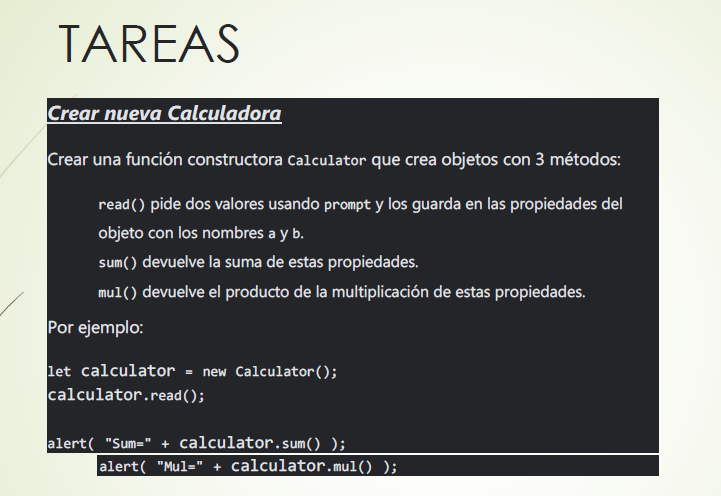 TAREAS
Crear nueva Calculadora
Crear una función constructora Calculator que crea objetos con 3 métodos:
read() pide dos valores usando prompt y los guarda en las propiedades del
objeto con los nombres a y b.
sum() devuelve la suma de estas propiedades.
mul() devuelve el producto de la multiplicación de estas propiedades.
Por ejemplo:
let calculator = new Calculator();
calculator.read();
alert( "Sum=" + calculator.sum() );
alert( "Mul=" + calculator.mul() );